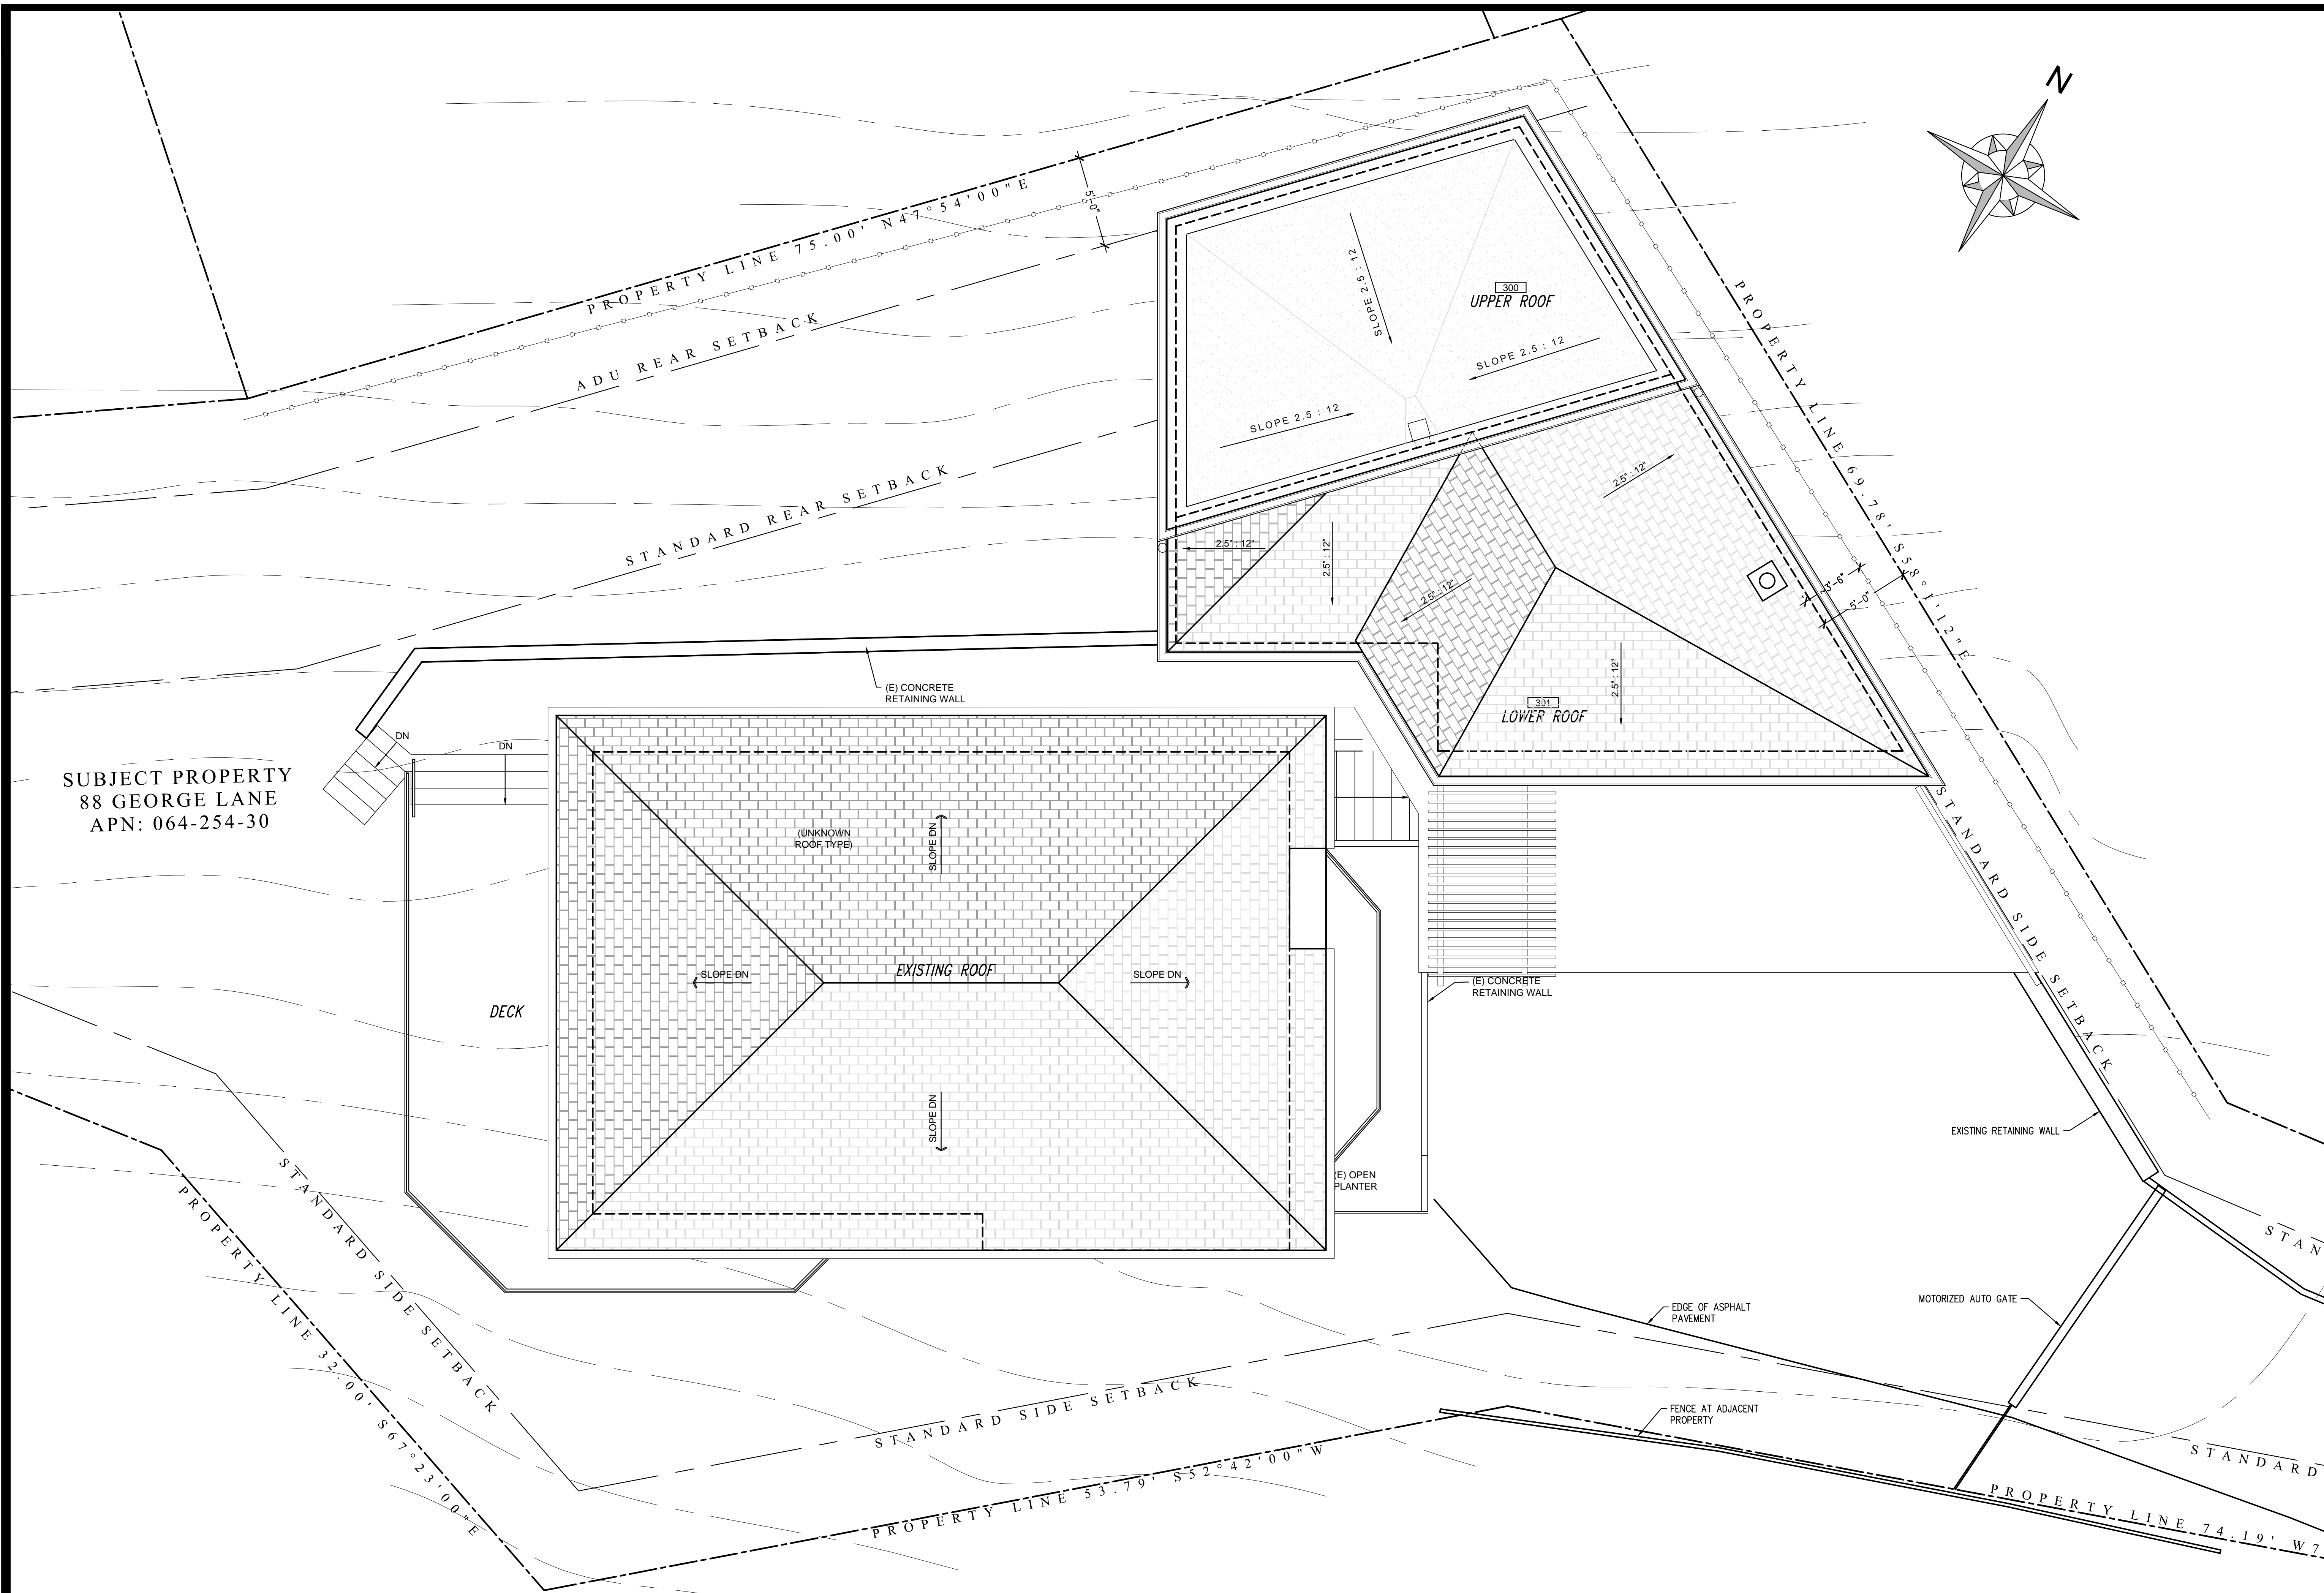 N
PROPERTY LINE 75.00' N47°54'00"E
5'-0"
ADU REAR SETBACK
STANDARD REAR SETBACK
SLOPE 2.5 : 12
300
UPPER ROOF
SLOPE 2.5 : 12
SLOPE 2.5 : 12
PROPERTY LINE 69.78' S58°1'12"E
2.5" : 12"
2.5" : 12"
2.5" : 12"
2.5" : 12"
3'-6"
5'-0"
2.5" : 12"
301
LOWER ROOF
(E) CONCRETE
RETAINING WALL
DN
DN
SUBJECT PROPERTY
88 GEORGE LANE
APN: 064-254-30
(UNKNOWN
ROOF TYPE)
SLOPE DN
STANDARD SIDE SETBACK
EXISTING ROOF
SLOPE DN
SLOPE DN
DECK
(E) CONCRETE
RETAINING WALL
SLOPE DN
EXISTING RETAINING WALL
(E) OPEN
PLANTER
STANDARD SIDE SETBACK
PROPERTY LINE 32.00' S67°23'00"E
STAN
MOTORIZED AUTO GATE
EDGE OF ASPHALT
PAVEMENT
STANDARD SIDE SETBACK
FENCE AT ADJACENT
PROPERTY
STANDARD
PROPERTY LINE 53.79' S52°42'00"W
PROPERTY LINE 74.19' W7